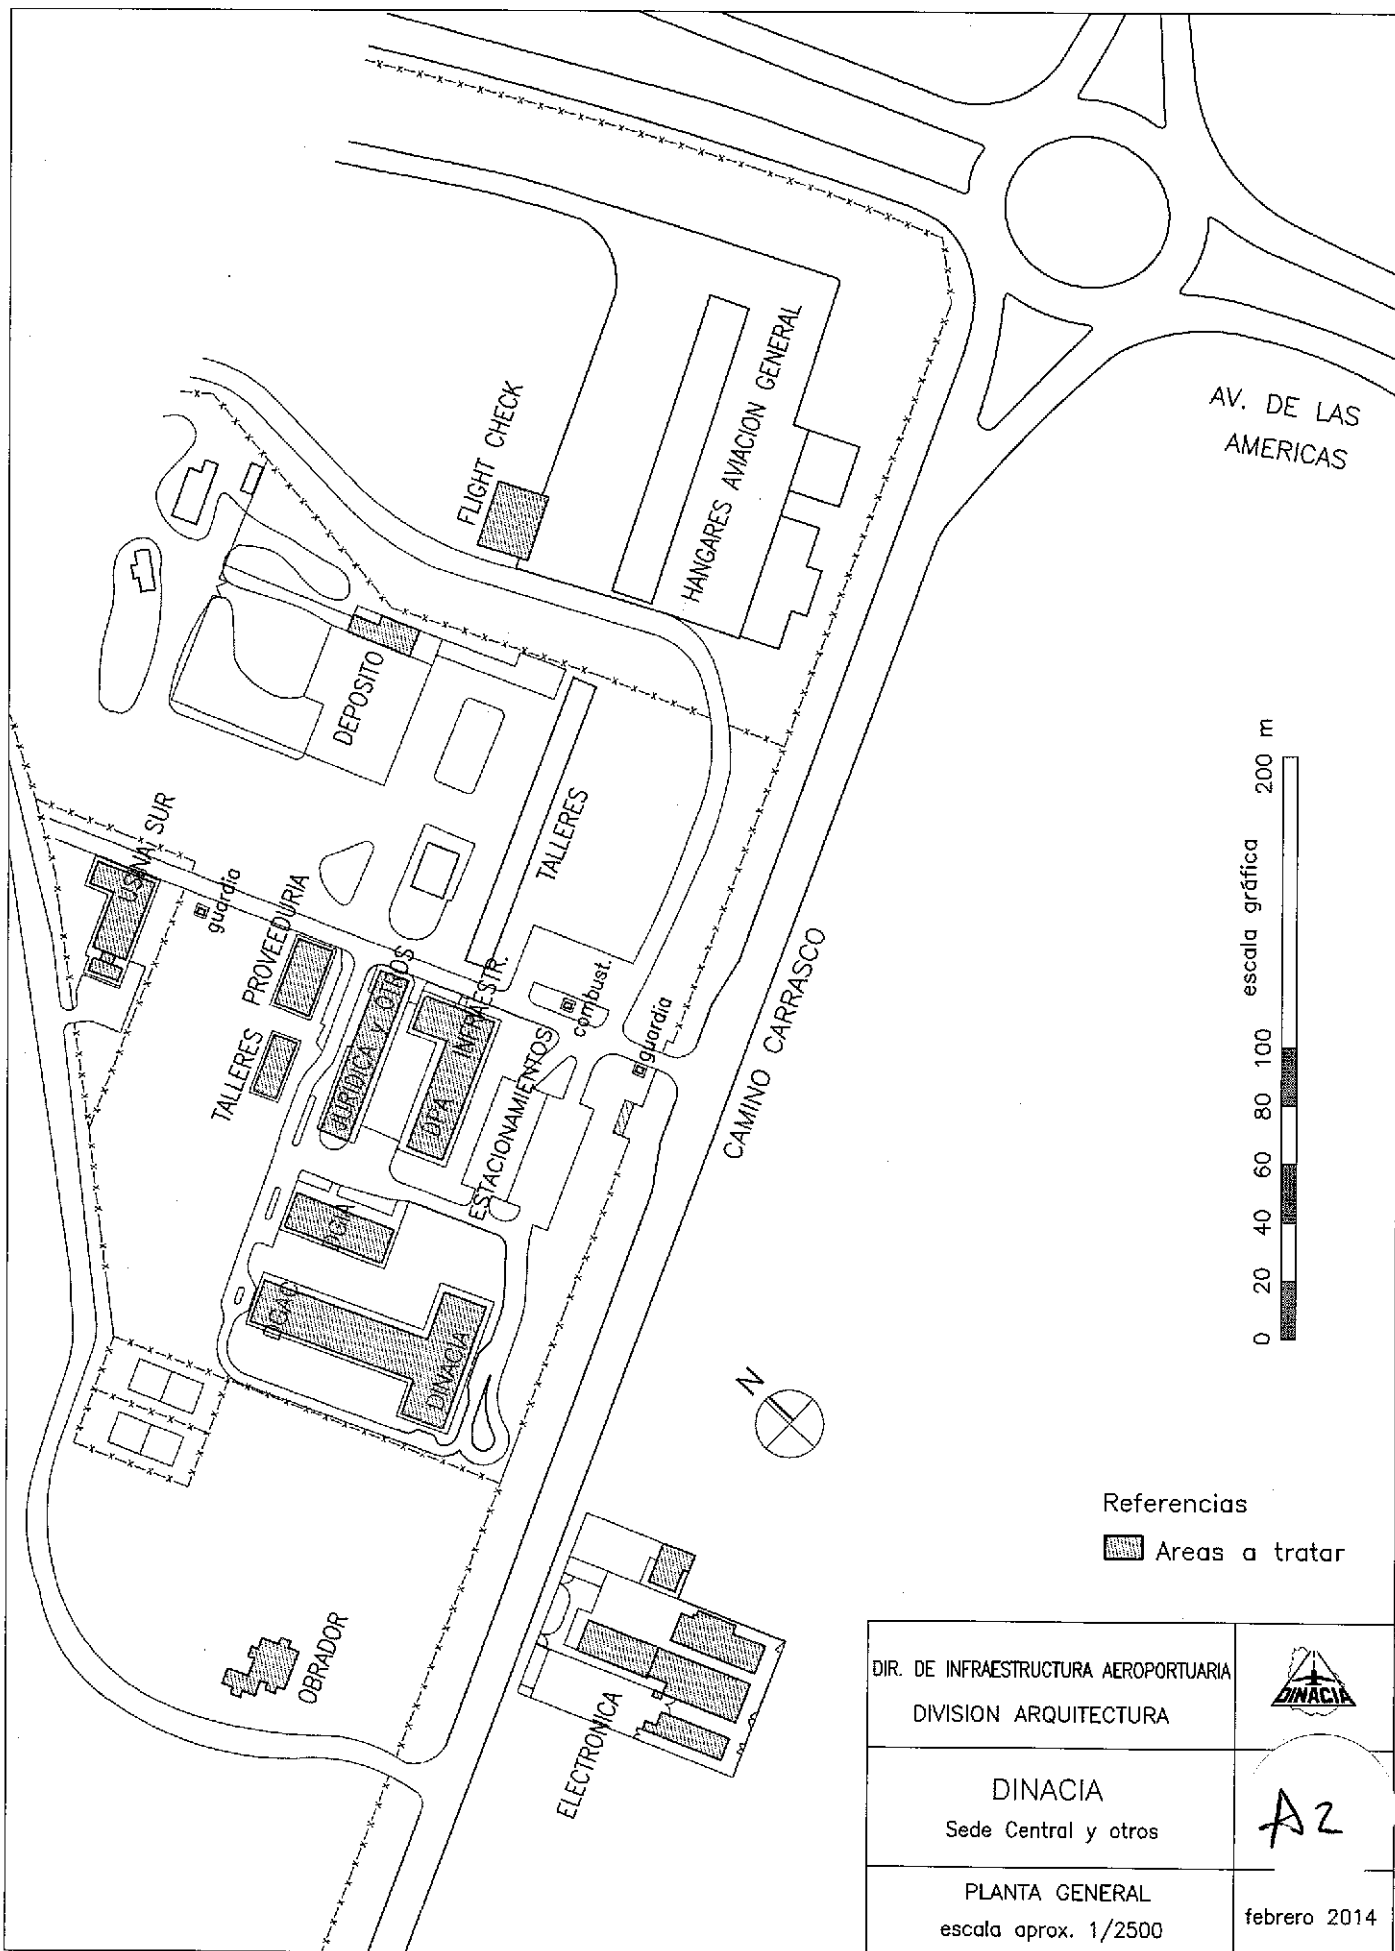 AV. DE LAS
AMERICAS
FLIGHT CHECK
HANGARES AVIACION GENERAL
DEPOSITO
TALLERES
USINA SUR
guardia
PROVEEDURIA
TALLERES
JURIDICA y OTROS
DPA INFRAESTR.
combust.
guardia
ESTACIONAMIENTOS
CAMINO CARRASCO
DGIA
DGAC
DINACIA
N
OBRADOR
ELECTRONICA
escala gráfica
0 20 40 60 80 100 200 m
Referencias
Areas a tratar
DIR. DE INFRAESTRUCTURA AEROPORTUARIA
DIVISION ARQUITECTURA
DINACIA
DINACIA
Sede Central y otros
A2
PLANTA GENERAL
escala aprox. 1/2500
febrero 2014